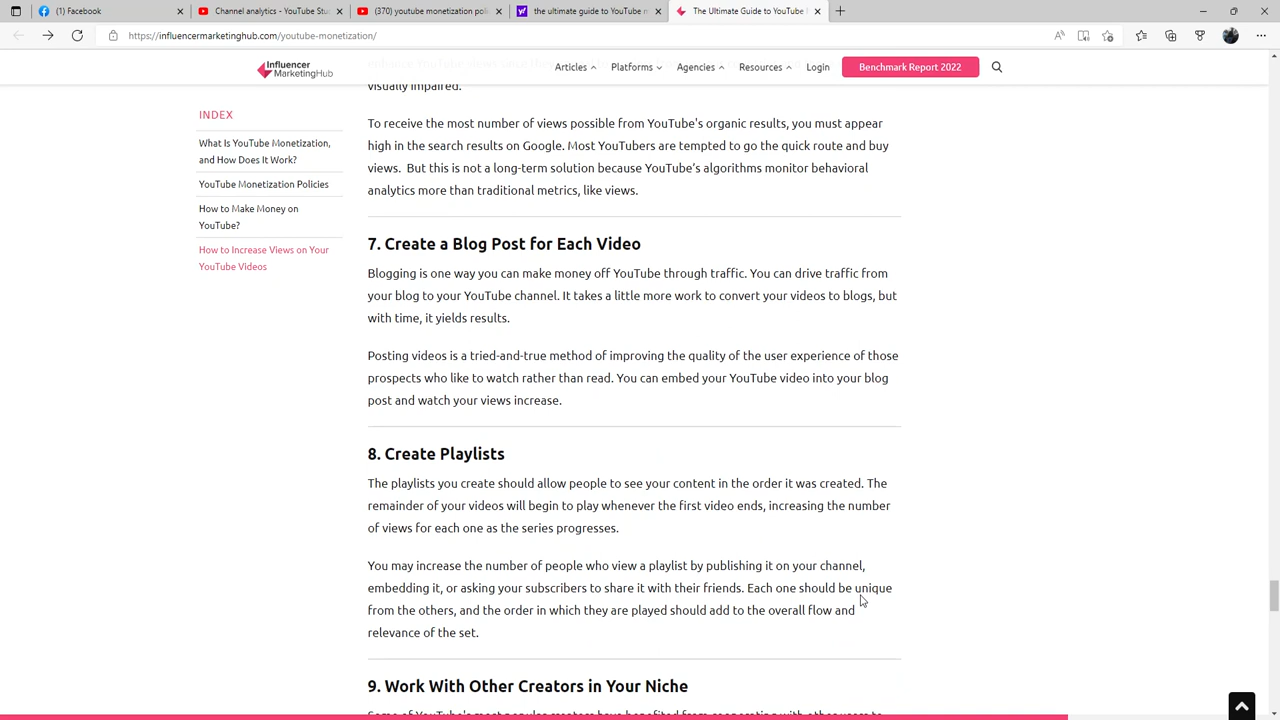 (1) Facebook
Channel analytics - YouTube Stu
(370) youtube monetization poli
the ultimate guide to YouTube m
The Ultimate Guide to YouTube
https://influencermarketinghub.com/youtube-monetization/
Influencer
MarketingHub
Articles
Platforms
Agencies
Resources
Login
Benchmark Report 2022
visually impaired.
INDEX
What Is YouTube Monetization,
and How Does It Work?
YouTube Monetization Policies
How to Make Money on
YouTube?
How to Increase Views on Your
YouTube Videos
To receive the most number of views possible from YouTube's organic results, you must appear
high in the search results on Google. Most YouTubers are tempted to go the quick route and buy
views. But this is not a long-term solution because YouTube’s algorithms monitor behavioral
analytics more than traditional metrics, like views.
7. Create a Blog Post for Each Video
Blogging is one way you can make money off YouTube through traffic. You can drive traffic from
your blog to your YouTube channel. It takes a little more work to convert your videos to blogs, but
with time, it yields results.
Posting videos is a tried-and-true method of improving the quality of the user experience of those
prospects who like to watch rather than read. You can embed your YouTube video into your blog
post and watch your views increase.
8. Create Playlists
The playlists you create should allow people to see your content in the order it was created. The
remainder of your videos will begin to play whenever the first video ends, increasing the number
of views for each one as the series progresses.
You may increase the number of people who view a playlist by publishing it on your channel,
embedding it, or asking your subscribers to share it with their friends. Each one should be unique
from the others, and the order in which they are played should add to the overall flow and
relevance of the set.
9. Work With Other Creators in Your Niche